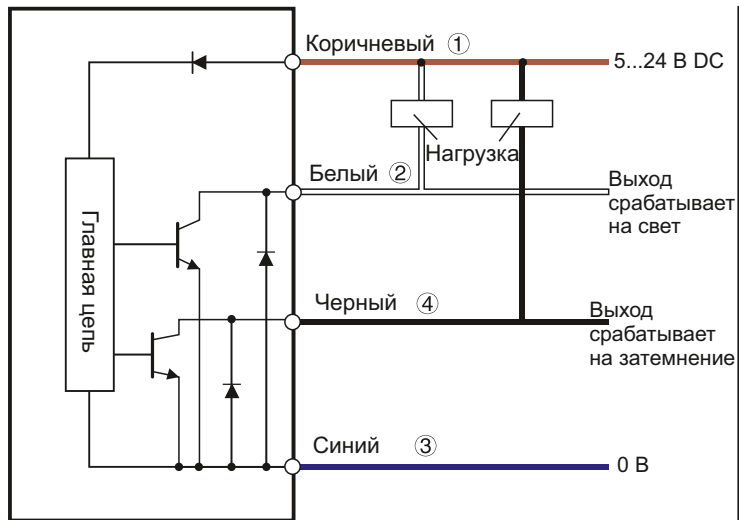 Коричневый ①
5...24 В DC
Нагрузка
Белый ②
Выход
срабатывает
на свет
Главная цепь
Черный ④
Выход
срабатывает
на затемнение
Синий ③
0 В